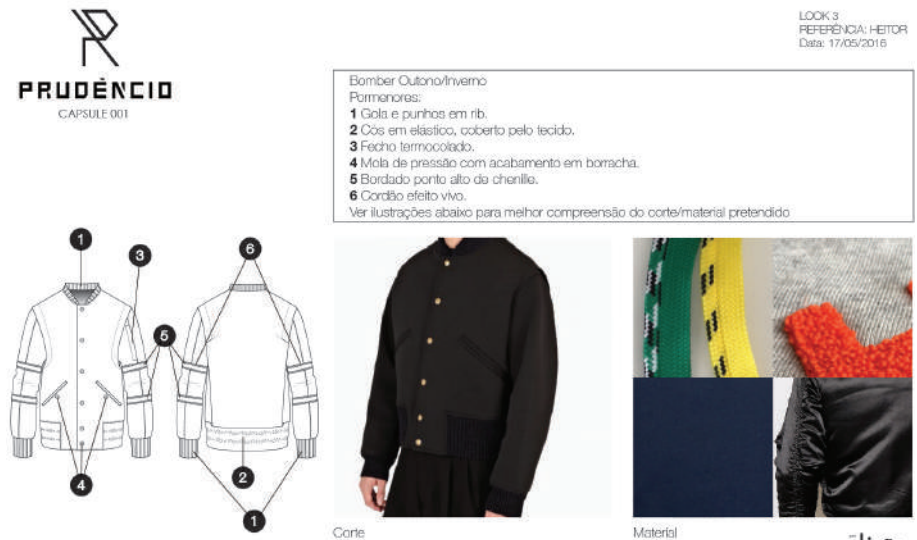 PRUDÊNCIO
CAPSULE 001
LOOK 3
REFERÊNCIA: HEITOR
Data: 17/05/2016
Bomber Outono/Inverno
Pormenores:
1 Gola e punhos em rib.
2 Cós em elástico, coberto pelo tecido.
3 Fecho termocolado.
4 Mola de pressão com acabamento em borracha.
5 Bordado ponto alto de chenille.
6 Cordão efeito vivo.
Ver ilustrações abaixo para melhor compreensão do corte/material pretendido
1
3
6
5
4
2
1
Corte
Material